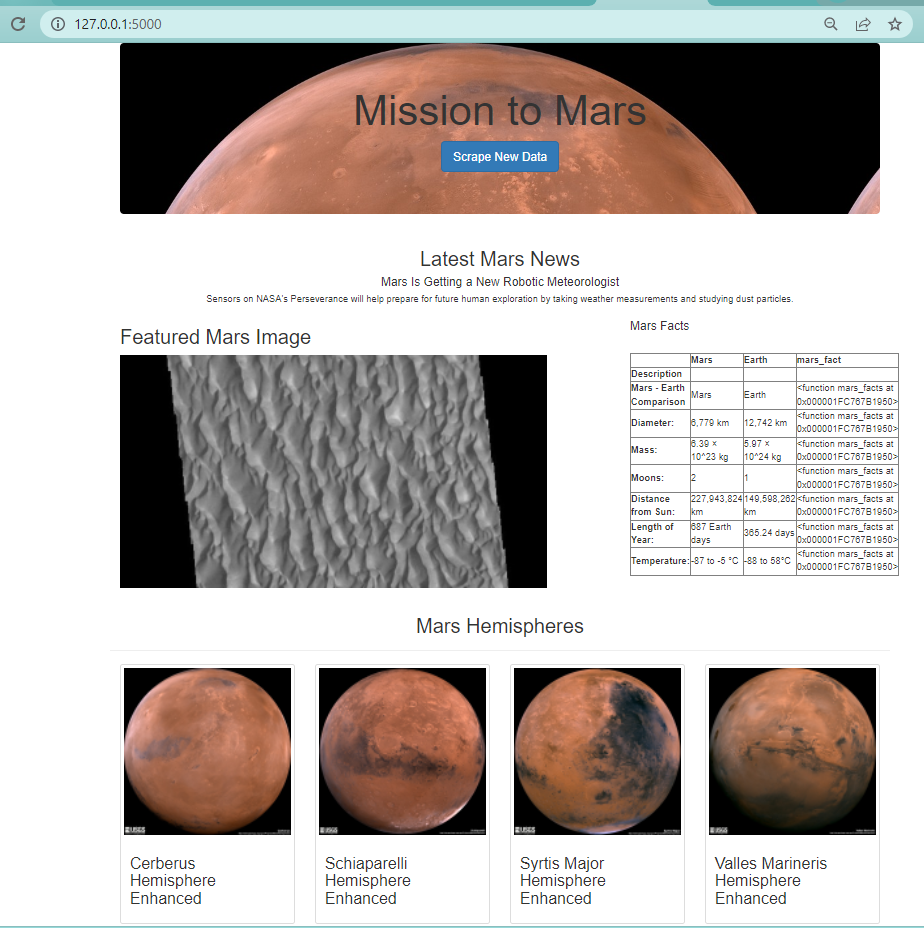 127.0.0.1:5000
Mission to Mars
Scrape New Data
Latest Mars News
Mars Is Getting a New Robotic Meteorologist
Sensors on NASA's Perseverance will help prepare for future human exploration by taking weather measurements and studying dust particles.
Featured Mars Image
Mars Facts
Mars Earth mars_fact
Description
Mars - Earth Comparison Mars Earth <function mars_facts at 0x000001FC767B1950>
Diameter: 6,779 km 12,742 km <function mars_facts at 0x000001FC767B1950>
Mass: 6.39 × 10^23 kg 5.97 × 10^24 kg <function mars_facts at 0x000001FC767B1950>
Moons: 2 1 <function mars_facts at 0x000001FC767B1950>
Distance from Sun: 227,943,824 km 149,598,262 km <function mars_facts at 0x000001FC767B1950>
Length of Year: 687 Earth days 365.24 days <function mars_facts at 0x000001FC767B1950>
Temperature: -87 to -5 °C -88 to 58°C <function mars_facts at 0x000001FC767B1950>
Mars Hemispheres
USGS
USGS
USGS
USGS
Cerberus
Hemisphere
Enhanced
Schiaparelli
Hemisphere
Enhanced
Syrtis Major
Hemisphere
Enhanced
Valles Marineris
Hemisphere
Enhanced